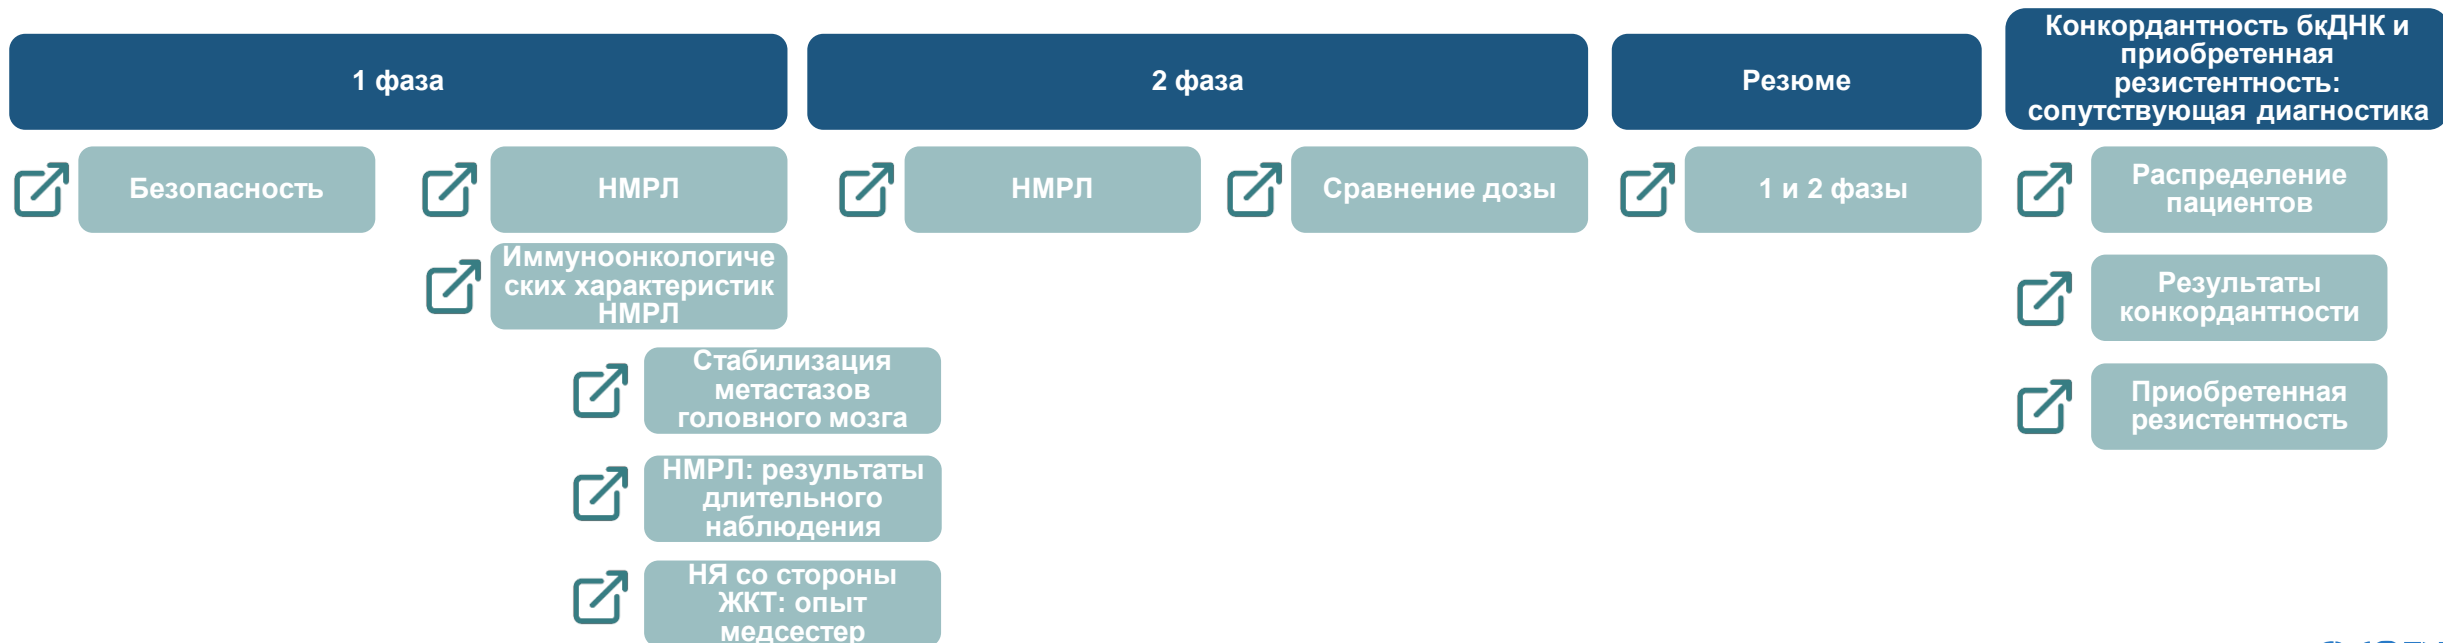 1 фаза
2 фаза
Резюме
Конкордантность бкДНК и
приобретенная
резистентность:
сопутствующая диагностика
Безопасность
НМРЛ
НМРЛ
Сравнение дозы
1 и 2 фазы
Распределение
пациентов
Иммуноонкологиче
ских характеристик
НМРЛ
Результаты
конкордантности
Стабилизация
метастазов
головного мозга
Приобретенная
резистентность
НМРЛ: результаты
длительного
наблюдения
НЯ со стороны
ЖКТ: опыт
медсестер